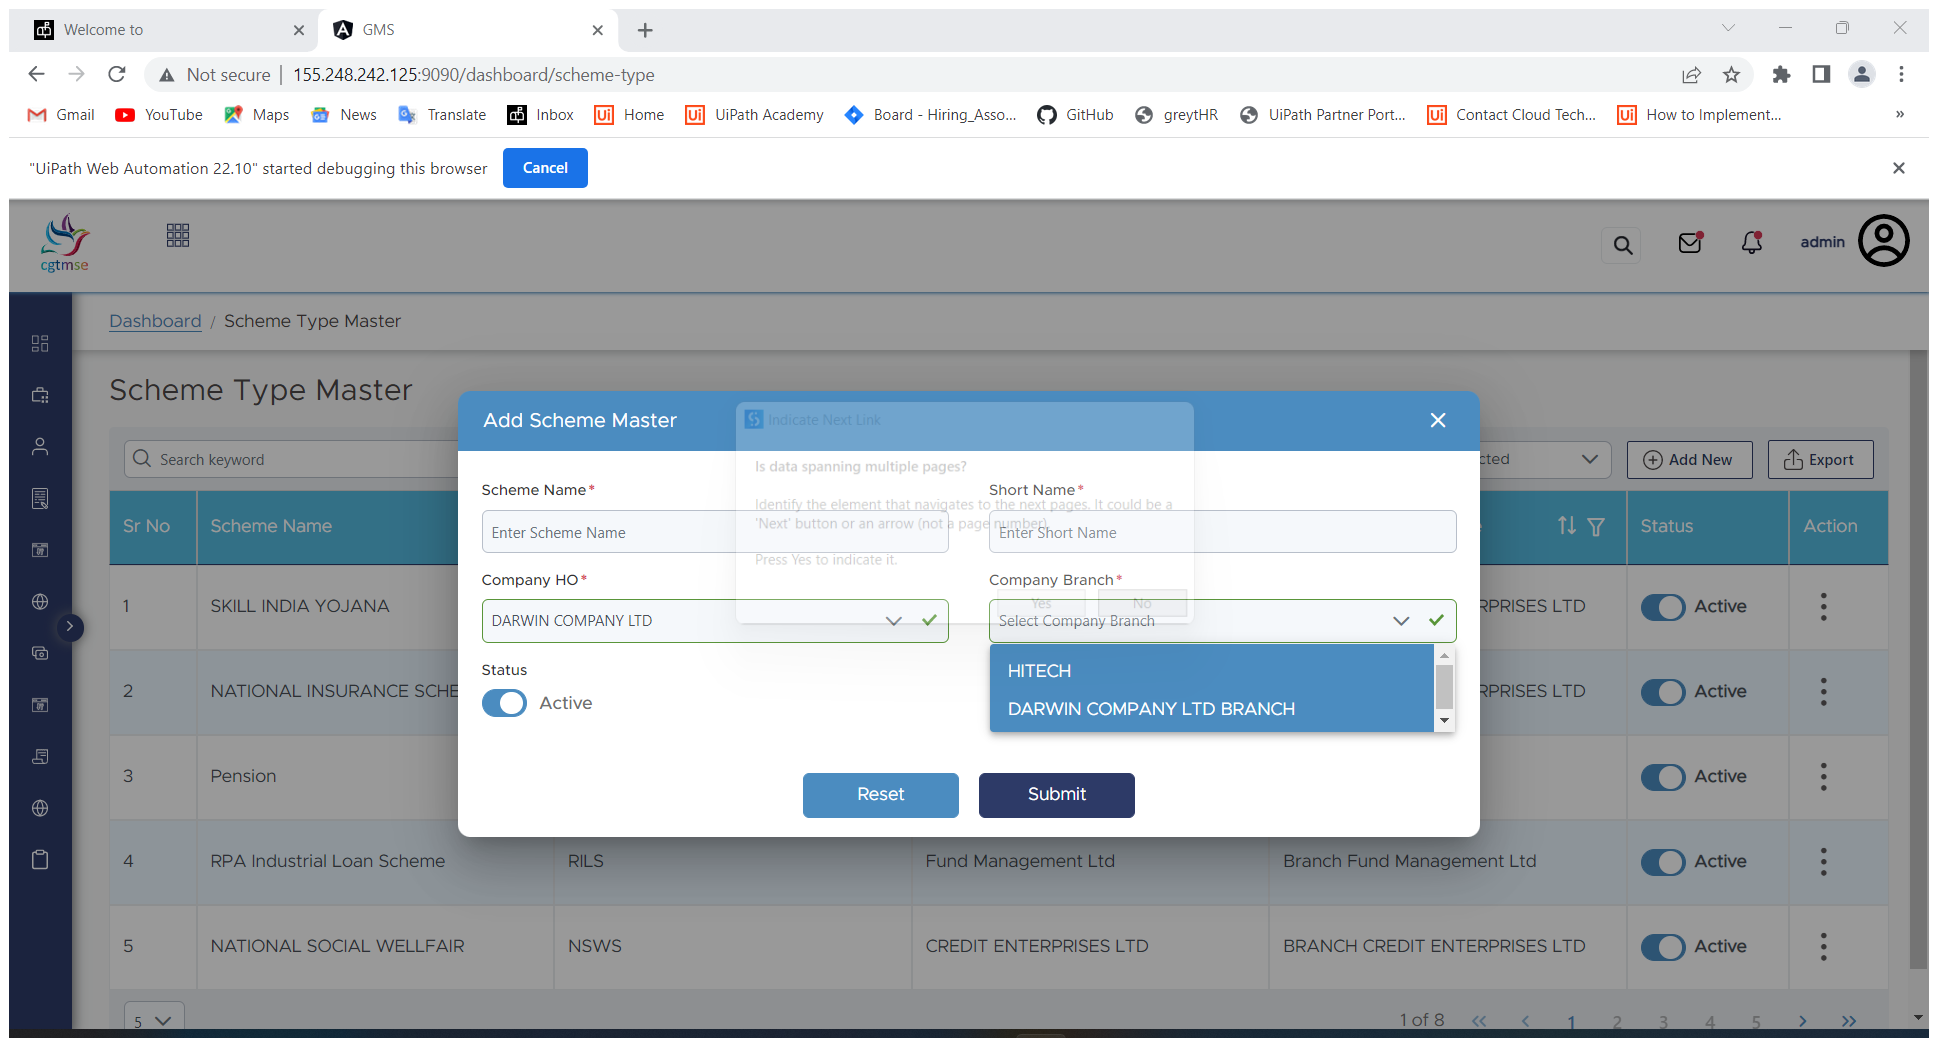 Welcome to
GMS
Not secure | 155.248.242.125:9090/dashboard/scheme-type
Gmail YouTube Maps News Translate Inbox Home UiPath Academy Board - Hiring_Asso... GitHub greytHR UiPath Partner Port... Contact Cloud Tech... How to Implement... »
"UiPath Web Automation 22.10" started debugging this browser Cancel
cgtmse
admin
Dashboard / Scheme Type Master
Scheme Type Master
Search keyword
cted
Add New
Export
Sr No Scheme Name Status Action
1 SKILL INDIA YOJANA RPRISES LTD Active
2 NATIONAL INSURANCE SCHE RPRISES LTD Active
3 Pension Active
4 RPA Industrial Loan Scheme RILS Fund Management Ltd Branch Fund Management Ltd Active
5 NATIONAL SOCIAL WELLFAIR NSWS CREDIT ENTERPRISES LTD BRANCH CREDIT ENTERPRISES LTD Active
5
1 of 8 << < 1 2 3 4 5 > >>
Add Scheme Master
Scheme Name*
Enter Scheme Name
Short Name*
Enter Short Name
Company HO*
DARWIN COMPANY LTD
Company Branch*
Select Company Branch
HITECH
DARWIN COMPANY LTD BRANCH
Status
Active
Reset
Submit
Indicate Next Link
Is data spanning multiple pages?
Identify the element that navigates to the next pages. It could be a
'Next' button or an arrow (not a page number).
Press Yes to indicate it.
Yes No